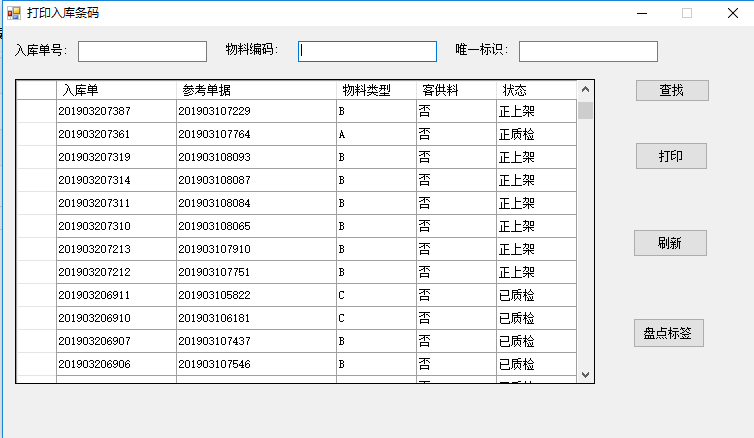 打印入库条码
入库单号: 物料编码: 唯一标识:
入库单 参考单据 物料类型 客供料 状态 查找
201903207387 201903107229 B 否 正上架
201903207361 201903107764 A 否 正质检
201903207319 201903108093 B 否 正上架 打印
201903207314 201903108087 B 否 正上架
201903207311 201903108084 B 否 正上架
201903207310 201903108065 B 否 正上架
201903207213 201903107910 B 否 正上架 刷新
201903207212 201903107751 B 否 正上架
201903206911 201903105822 C 否 已质检
201903206910 201903106181 C 否 已质检
201903206907 201903107437 B 否 已质检 盘点标签
201903206906 201903107546 B 否 已质检